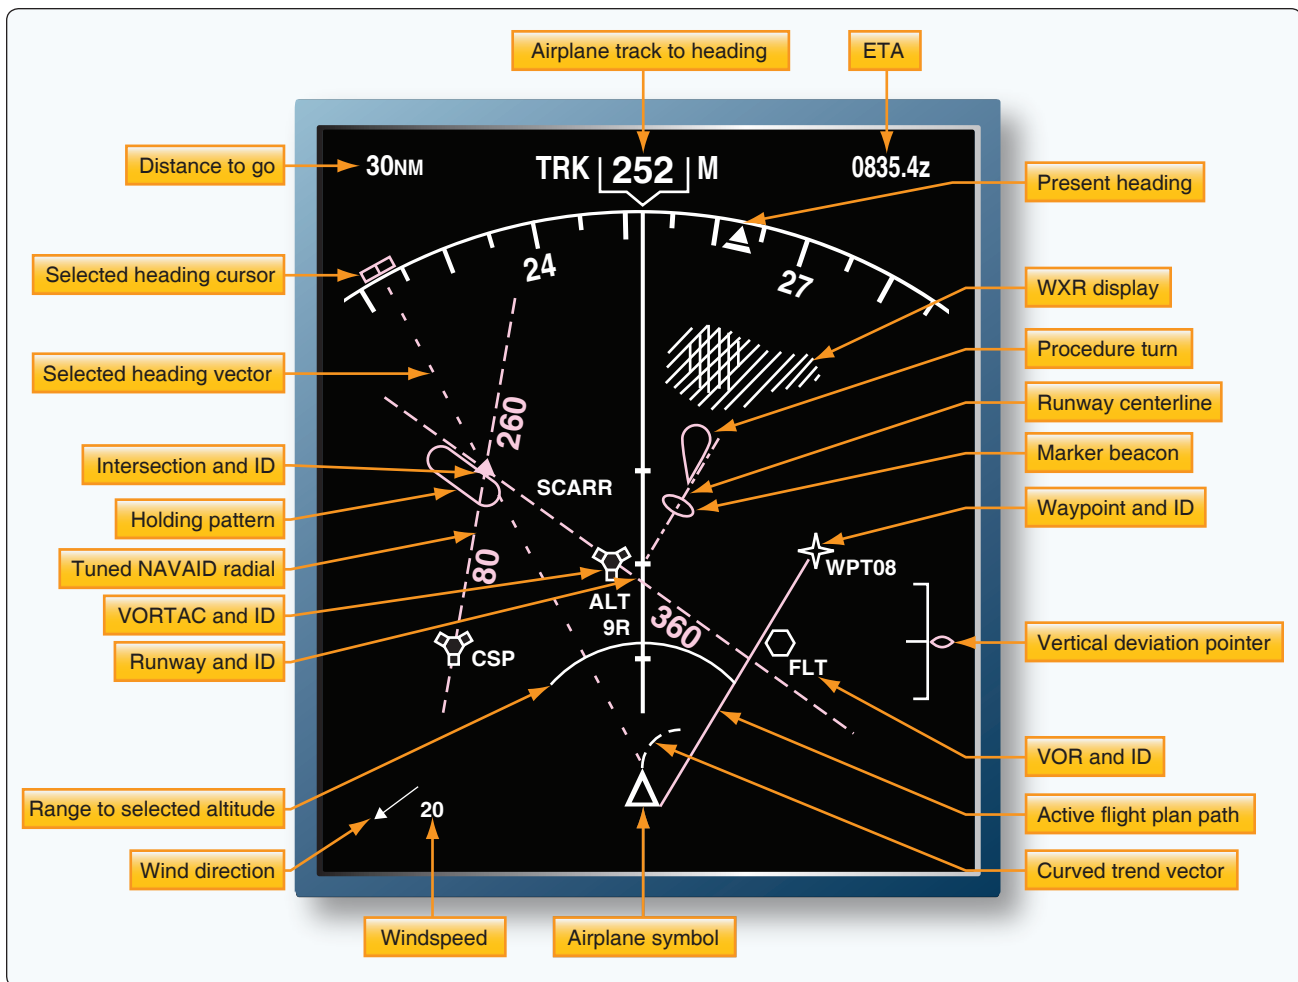 Airplane track to heading
ETA
Distance to go
30NM
TRK 252 M
0835.4z
Present heading
Selected heading cursor
24
27
WXR display
Procedure turn
Selected heading vector
Runway centerline
260
Intersection and ID
Marker beacon
SCARR
Holding pattern
Waypoint and ID
Tuned NAVAID radial
80
WPT08
VORTAC and ID
ALT
9R
360
Runway and ID
CSP
FLT
Vertical deviation pointer
VOR and ID
Range to selected altitude
20
Active flight plan path
Wind direction
Curved trend vector
Windspeed
Airplane symbol